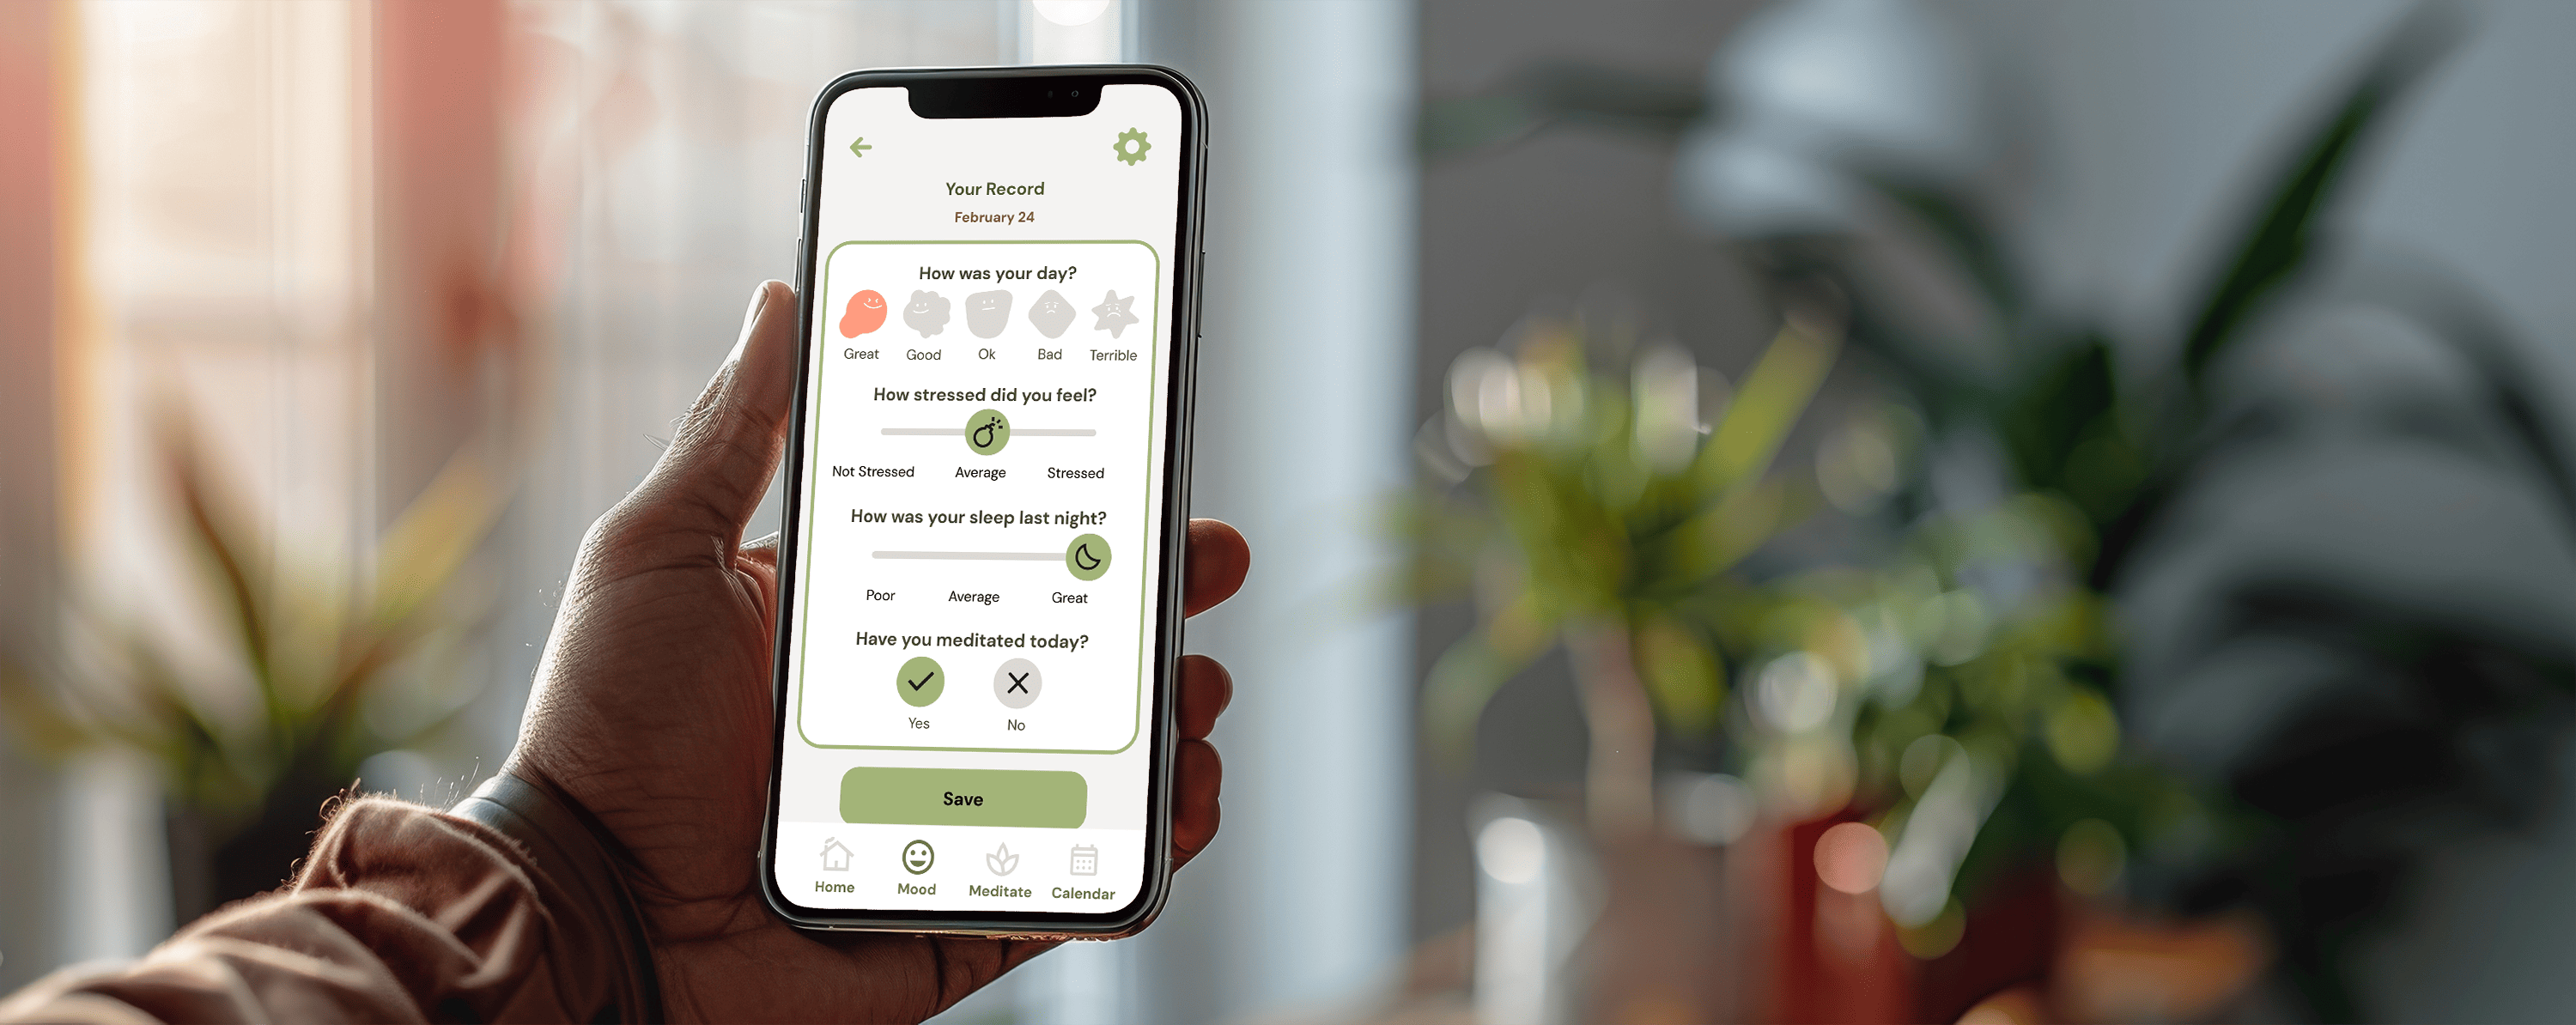 Your Record
February 24
How was your day?
Great Good Ok Bad Terrible
How stressed did you feel?
Not Stressed Average Stressed
How was your sleep last night?
Poor Average Great
Have you meditated today?
Yes No
Save
Home Mood Meditate Calendar